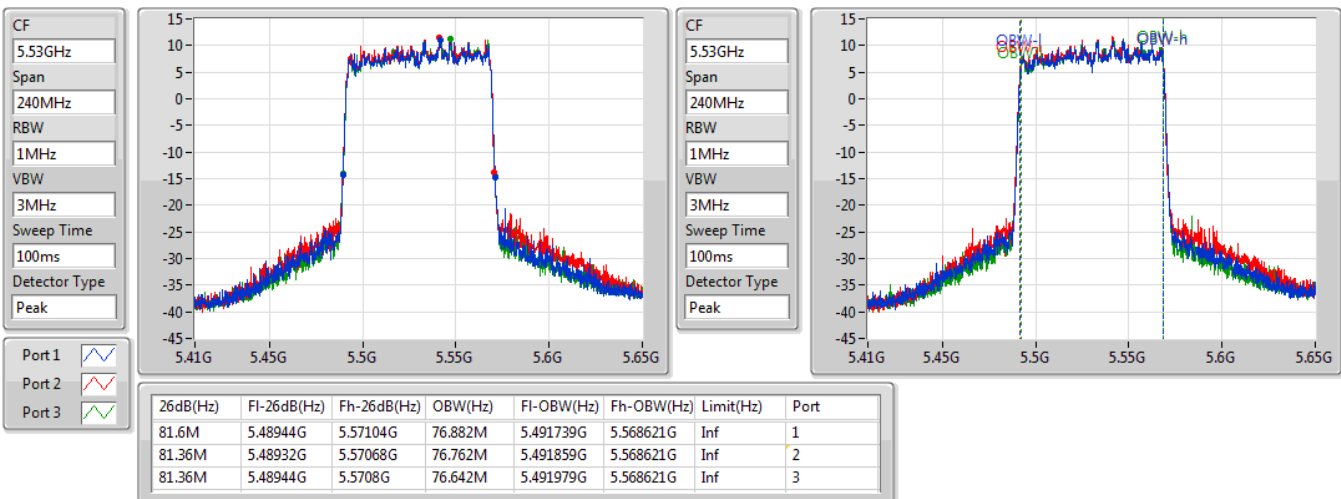 CF
5.53GHz
Span
240MHz
RBW
1MHz
VBW
3MHz
Sweep Time
100ms
Detector Type
Peak
Port 1
Port 2
Port 3
15
10
5
0
-5
-10
-15
-20
-25
-30
-35
-40
-45
5.41G 5.45G 5.5G 5.55G 5.6G 5.65G
CF
5.53GHz
Span
240MHz
RBW
1MHz
VBW
3MHz
Sweep Time
100ms
Detector Type
Peak
15
10
5
0
-5
-10
-15
-20
-25
-30
-35
-40
-45
OBW-l
OBW-h
5.41G 5.45G 5.5G 5.55G 5.6G 5.65G
26dB(Hz) Fl-26dB(Hz) Fh-26dB(Hz) OBW(Hz) Fl-OBW(Hz) Fh-OBW(Hz) Limit(Hz) Port
81.6M 5.48944G 5.57104G 76.882M 5.491739G 5.568621G Inf 1
81.36M 5.48932G 5.57068G 76.762M 5.491859G 5.568621G Inf 2
81.36M 5.48944G 5.5708G 76.642M 5.491979G 5.568621G Inf 3